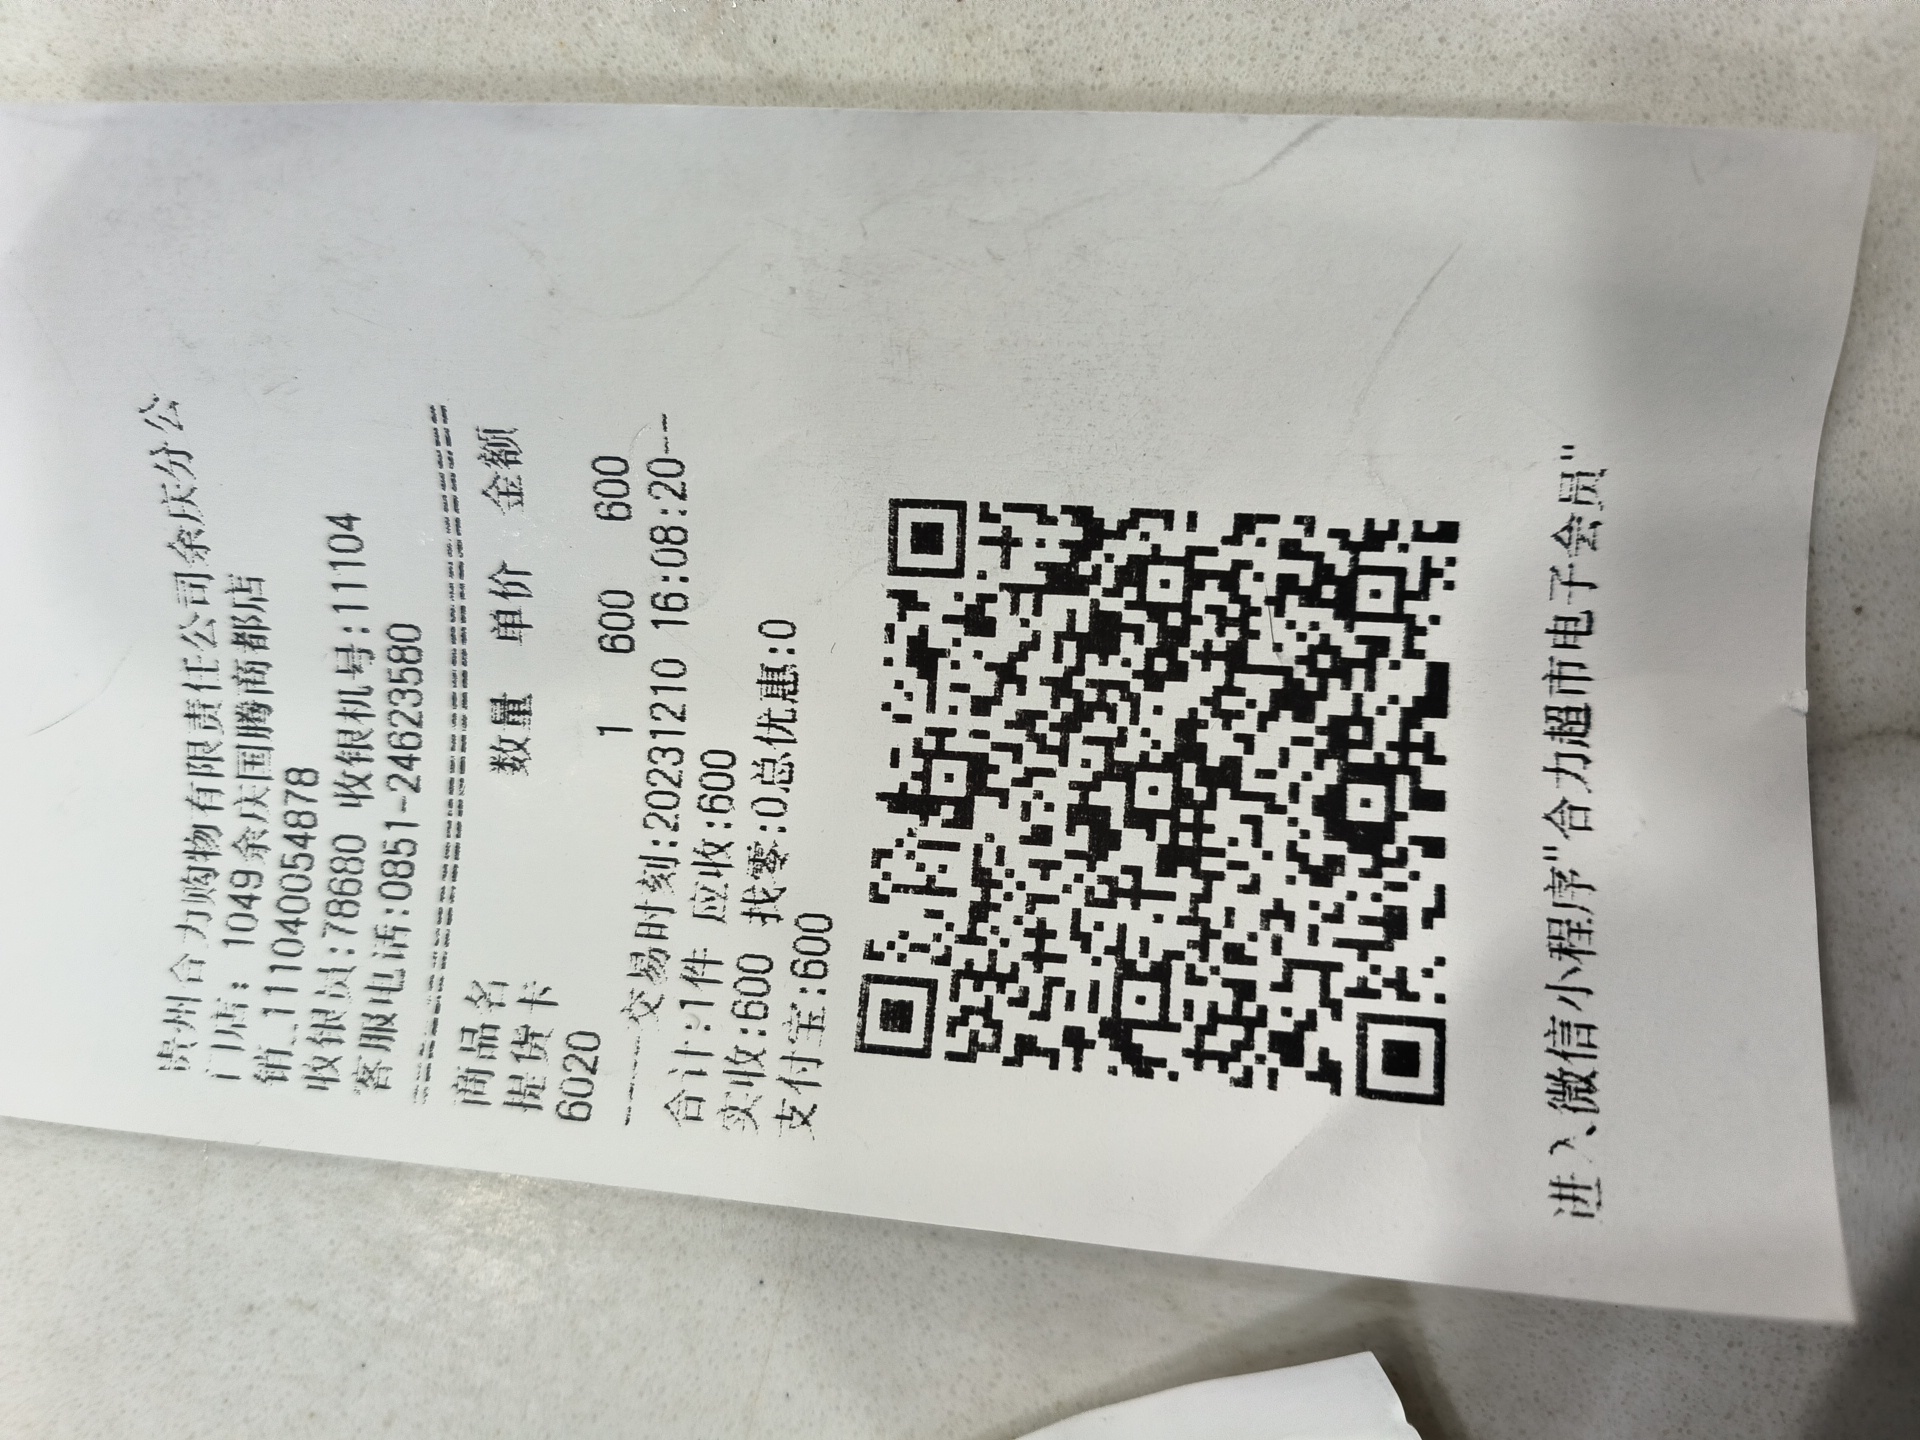 贵州合力购物有限责任公司余庆分公
门店: 1049余庆国腾商都店
销_111040054878
收银员:78680 收银机号:11104
客服电话:0851-24623580
================================
商品名 数量 单价 金额
提货卡
6020 1 600 600
----交易时刻:20231210 16:08:20--
合计:1件 应收:600
实收:600 找零:0总优惠:0
支付宝:600
进入微信小程序"合力超市电子会员"